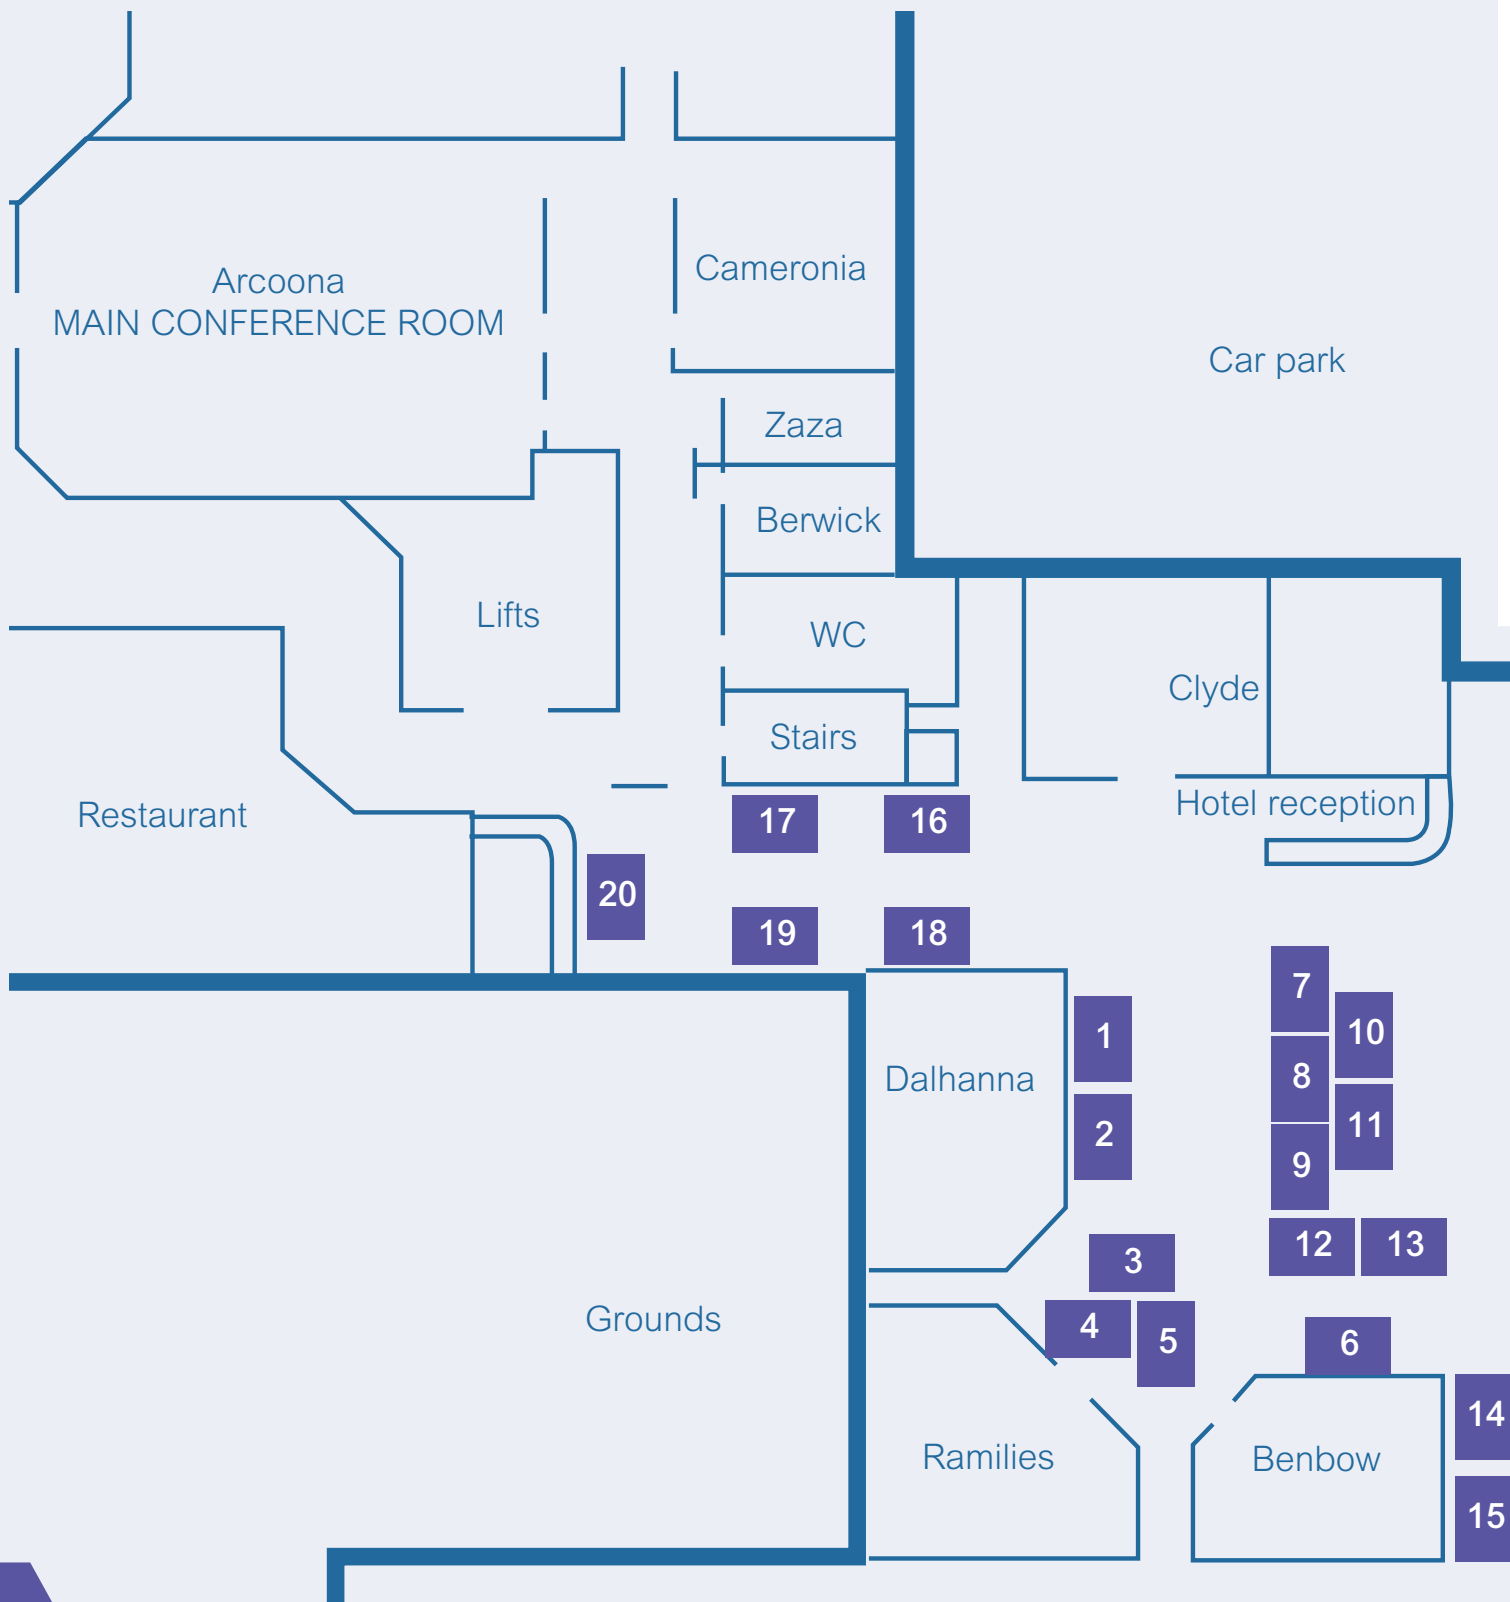 Arcoona
MAIN CONFERENCE ROOM
Cameronia
Car park
Zaza
Berwick
Lifts
WC
Clyde
Stairs
Restaurant
Hotel reception
17
16
20
19
18
7
1
10
8
Dalhanna
2
11
9
12
13
3
Grounds
4
5
6
14
Ramilies
Benbow
15